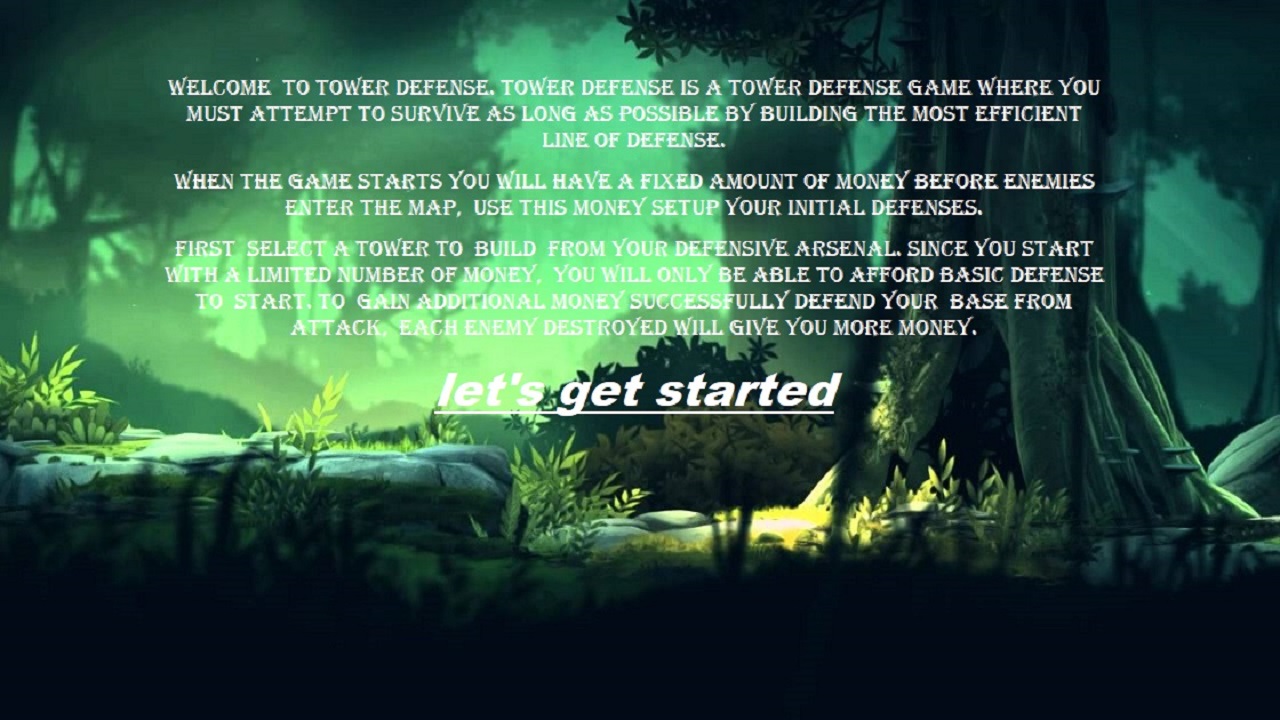 WELCOME TO TOWER DEFENSE. TOWER DEFENSE IS A TOWER DEFENSE GAME WHERE YOU
MUST ATTEMPT TO SURVIVE AS LONG AS POSSIBLE BY BUILDING THE MOST EFFICIENT
LINE OF DEFENSE.
WHEN THE GAME STARTS YOU WILL HAVE A FIXED AMOUNT OF MONEY BEFORE ENEMIES
ENTER THE MAP, USE THIS MONEY SETUP YOUR INITIAL DEFENSES.
FIRST SELECT A TOWER TO BUILD FROM YOUR DEFENSIVE ARSENAL. SINCE YOU START
WITH A LIMITED NUMBER OF MONEY, YOU WILL ONLY BE ABLE TO AFFORD BASIC DEFENSE
TO START. TO GAIN ADDITIONAL MONEY SUCCESSFULLY DEFEND YOUR BASE FROM
ATTACK, EACH ENEMY DESTROYED WILL GIVE YOU MORE MONEY.
let's get started